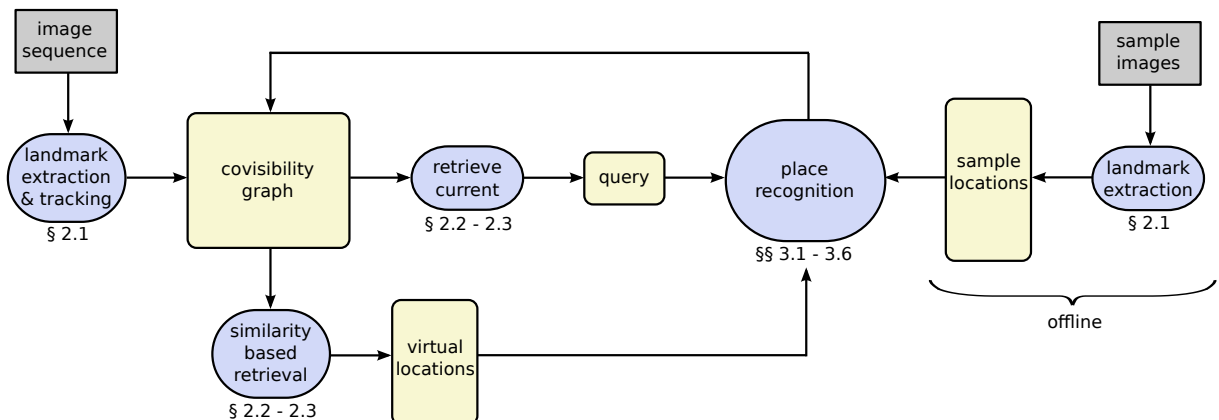 image
sequence
landmark
extraction
& tracking
§ 2.1
covisibility
graph
retrieve
current
§ 2.2 - 2.3
query
place
recognition
§§ 3.1 - 3.6
sample
locations
sample
images
landmark
extraction
§ 2.1
offline
similarity
based
retrieval
§ 2.2 - 2.3
virtual
locations